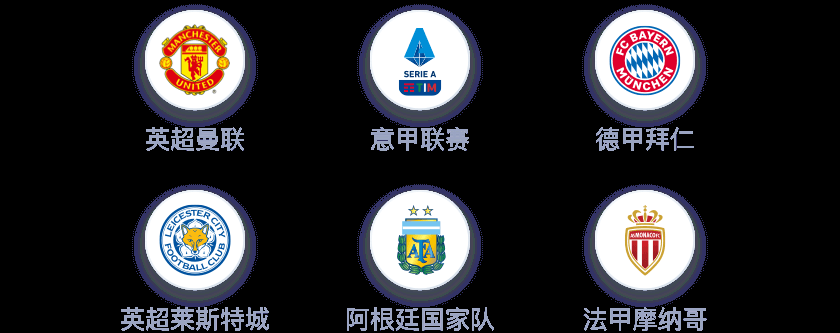 MANCHESTER
UNITED
SERIE A
TIM
FC BAYERN
MÜNCHEN
英超曼联
意甲联赛
德甲拜仁
LEICESTER CITY
FOOTBALL CLUB
AFA
AS MONACO FC
英超莱斯特城
阿根廷国家队
法甲摩纳哥